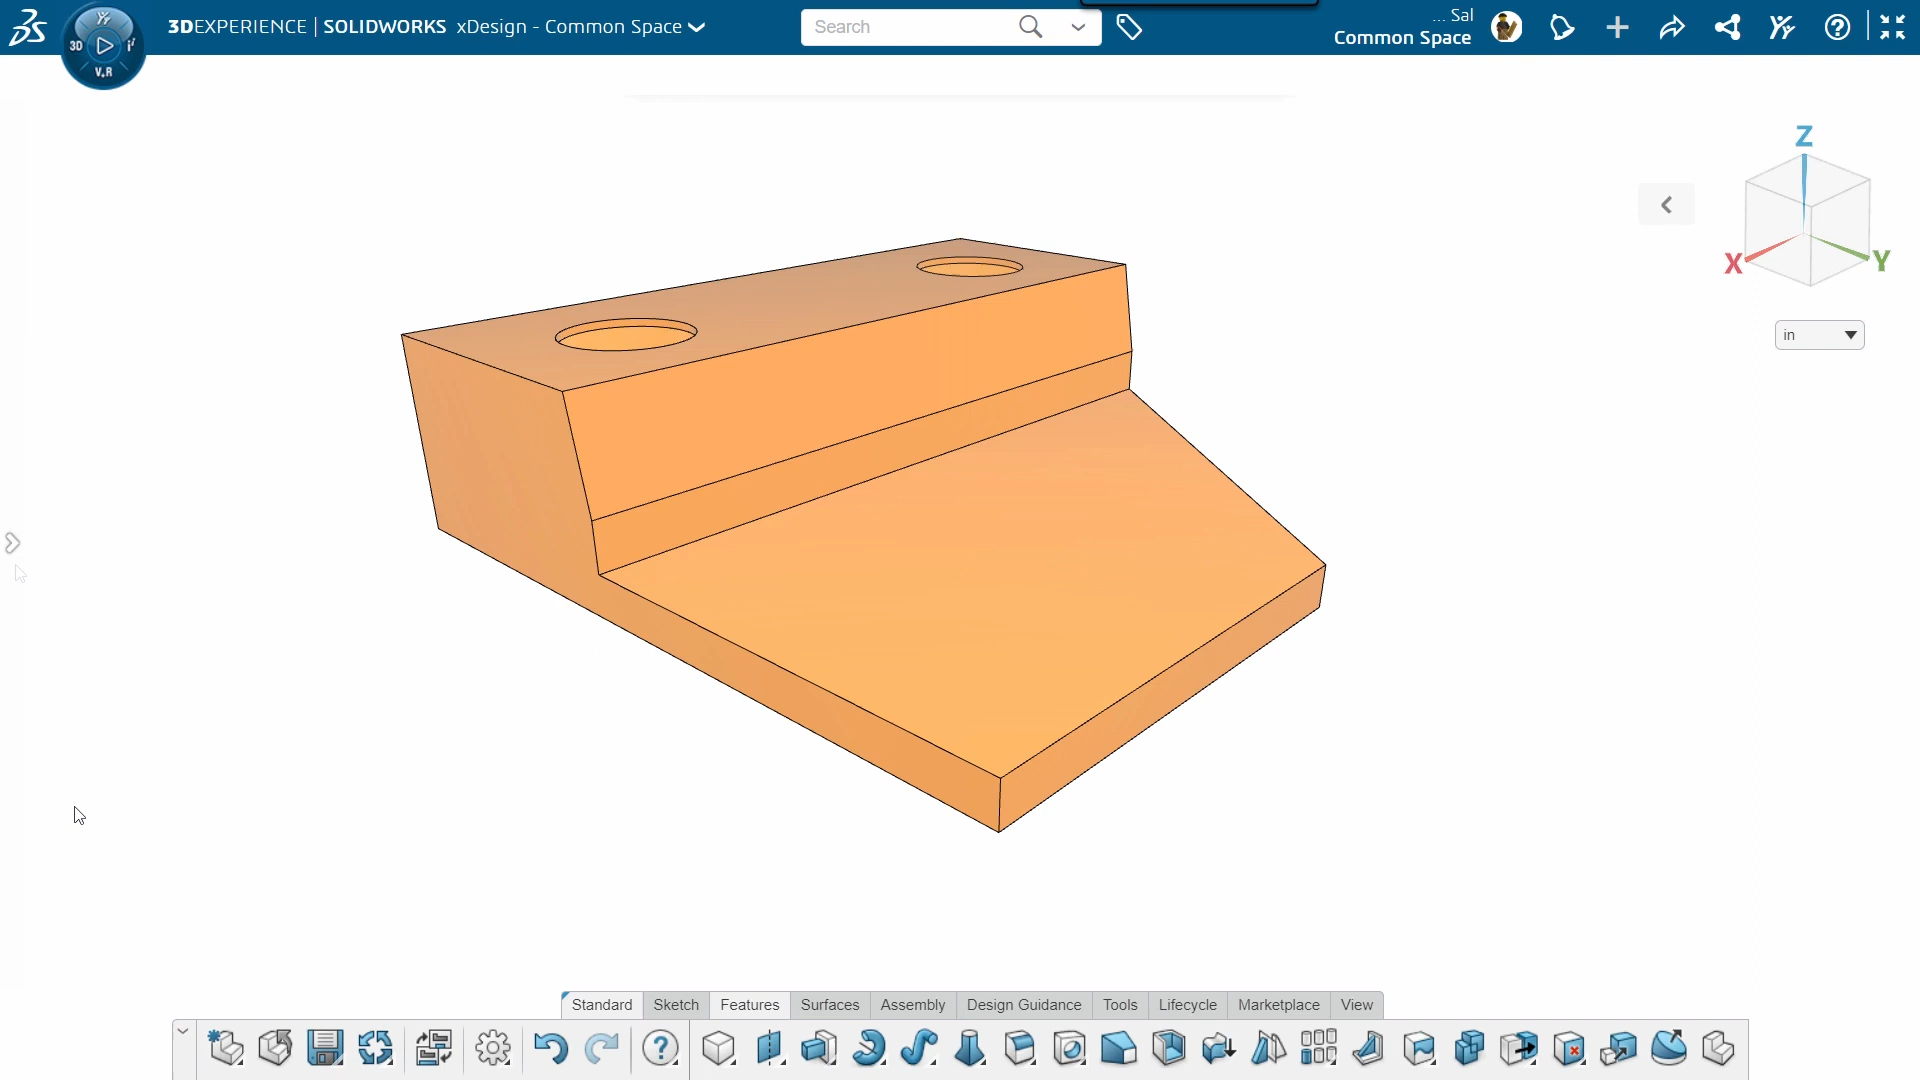 3DEXPERIENCE | SOLIDWORKS xDesign - Common Space
Search
... Sal
Common Space
3D
V.R
Z
X
Y
in
Standard
Sketch
Features
Surfaces
Assembly
Design Guidance
Tools
Lifecycle
Marketplace
View